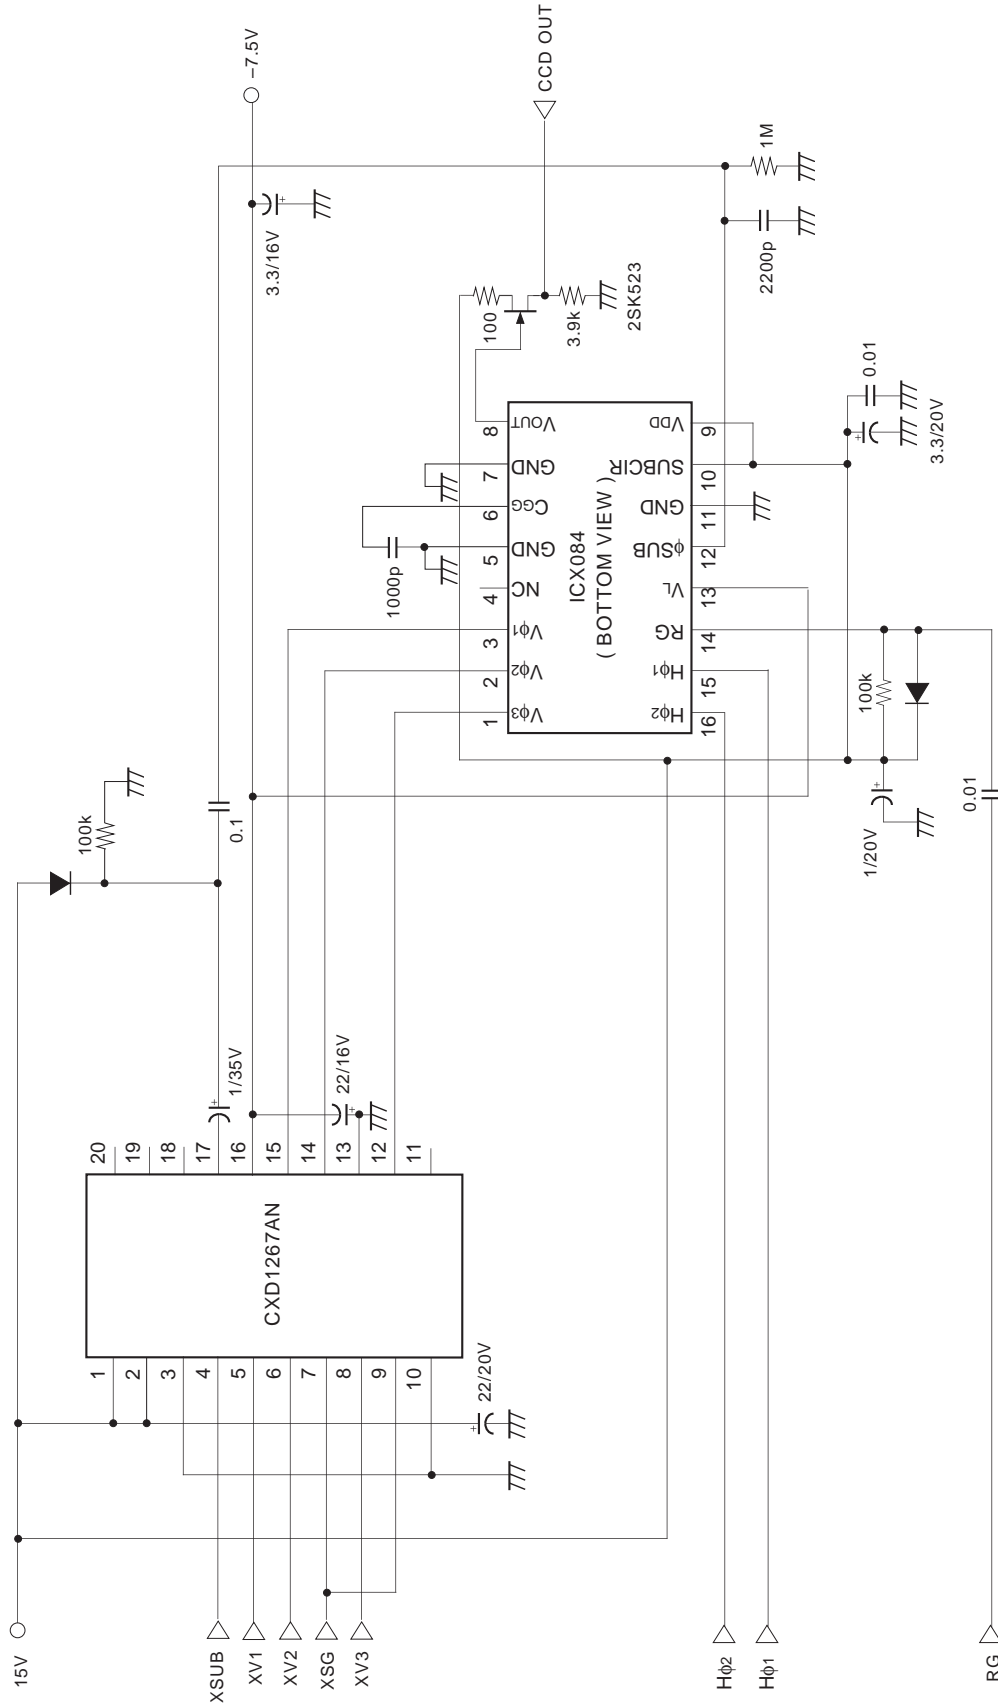 15V
XSUB
XV1
XV2
XSG
XV3
Hϕ2
Hϕ1
RG
22/20V
1
2
3
4
5
6
7
8
9
10
CXD1267AN
20
19
18
17
16
15
14
13
12
11
1/35V
22/16V
100k
0.1
–7.5V
3.3/16V
CCD OUT
100
3.9k
2SK523
1M
2200p
1000p
1
2
3
4
5
6
7
8
Vϕ3
Vϕ2
Vϕ1
NC
GND
CGG
GND
VOUT
ICX084
( BOTTOM VIEW )
Hϕ2
Hϕ1
RG
VL
ϕSUB
GND
SUBCIR
VDD
16
15
14
13
12
11
10
9
0.01
3.3/20V
100k
1/20V
0.01